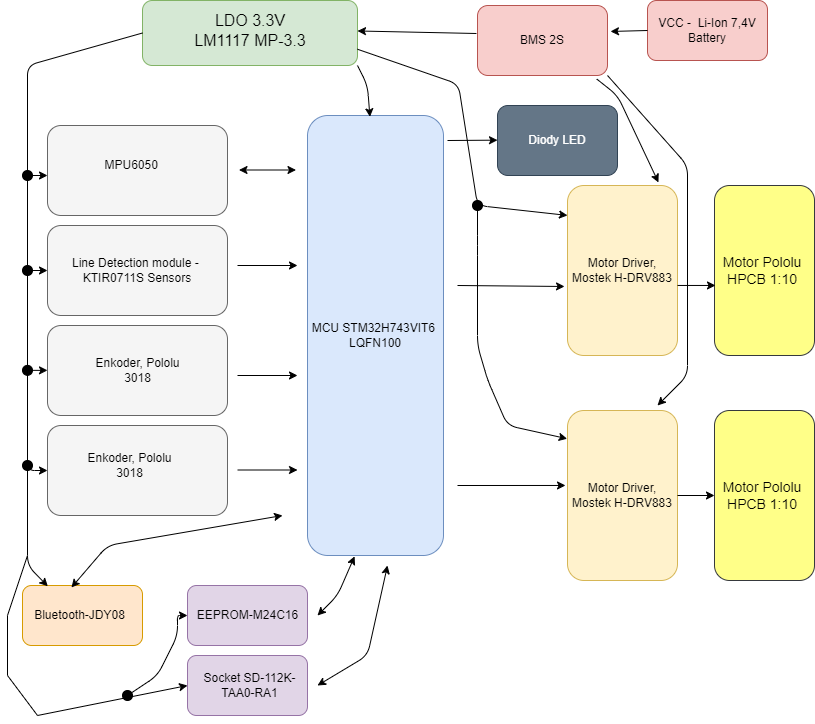 LDO 3.3V
LM1117 MP-3.3
BMS 2S
VCC -  Li-Ion 7,4V
Battery
MPU6050
Diody LED
Line Detection module -
KTIR0711S Sensors
Motor Driver,
Mostek H-DRV883
Motor Pololu
HPCB 1:10
MCU STM32H743VIT6
LQFN100
Enkoder, Pololu
3018
Enkoder, Pololu
3018
Motor Driver,
Mostek H-DRV883
Motor Pololu
HPCB 1:10
Bluetooth-JDY08
EEPROM-M24C16
Socket SD-112K-
TAA0-RA1